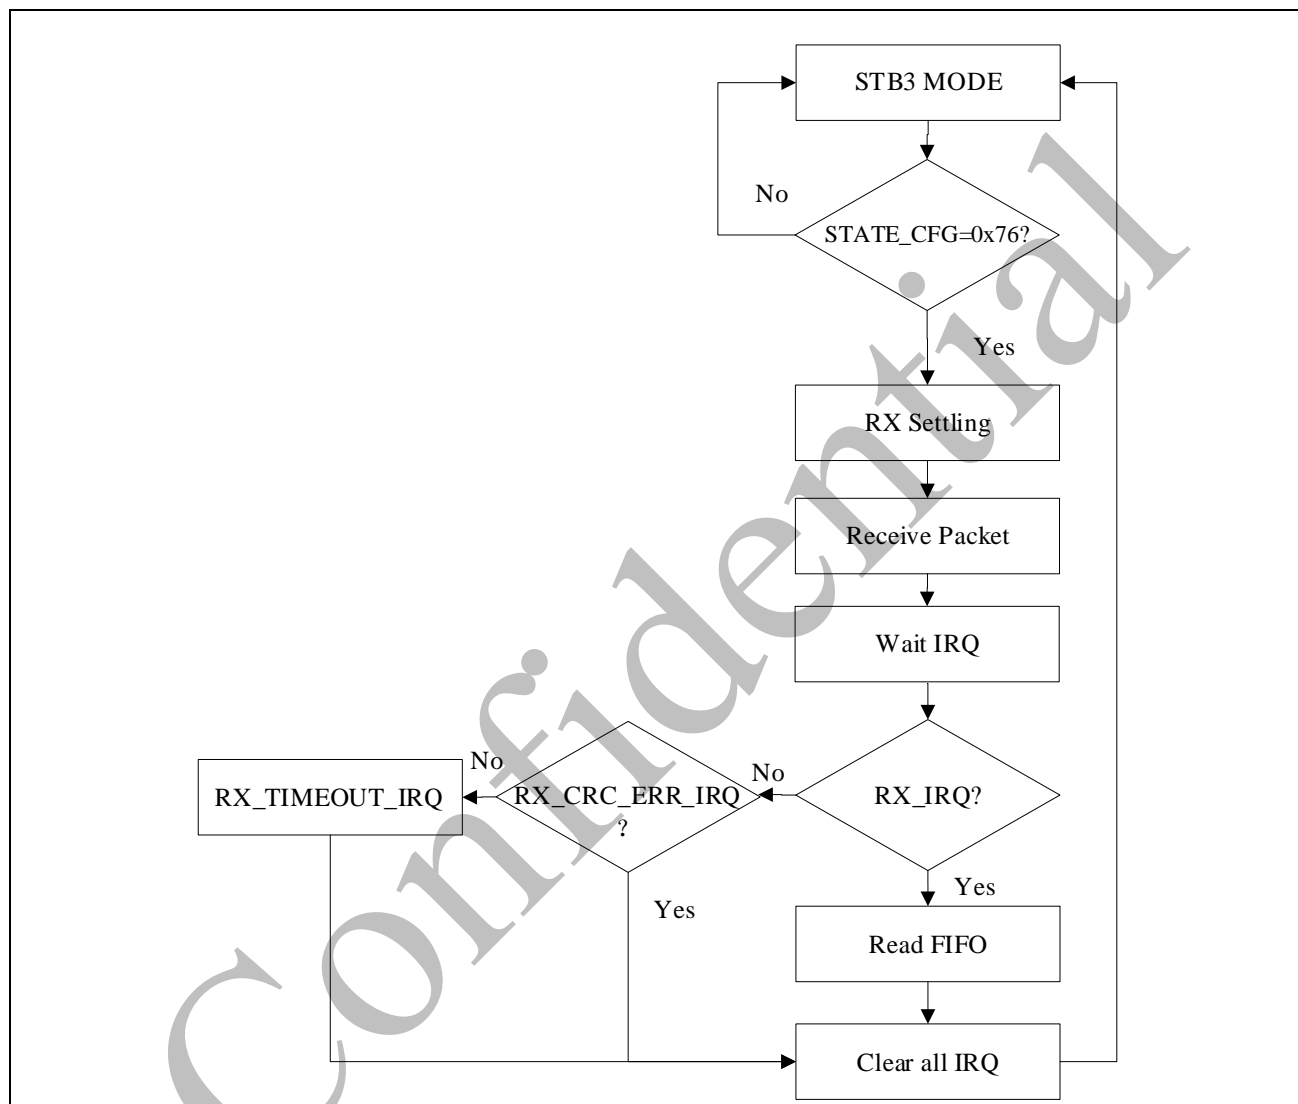 STB3 MODE
No
STATE_CFG=0x76?
Yes
RX Settling
Receive Packet
Wait IRQ
No
No
RX_TIMEOUT_IRQ
RX_CRC_ERR_IRQ
?
RX_IRQ?
Yes
Yes
Read FIFO
Clear all IRQ
Confidential